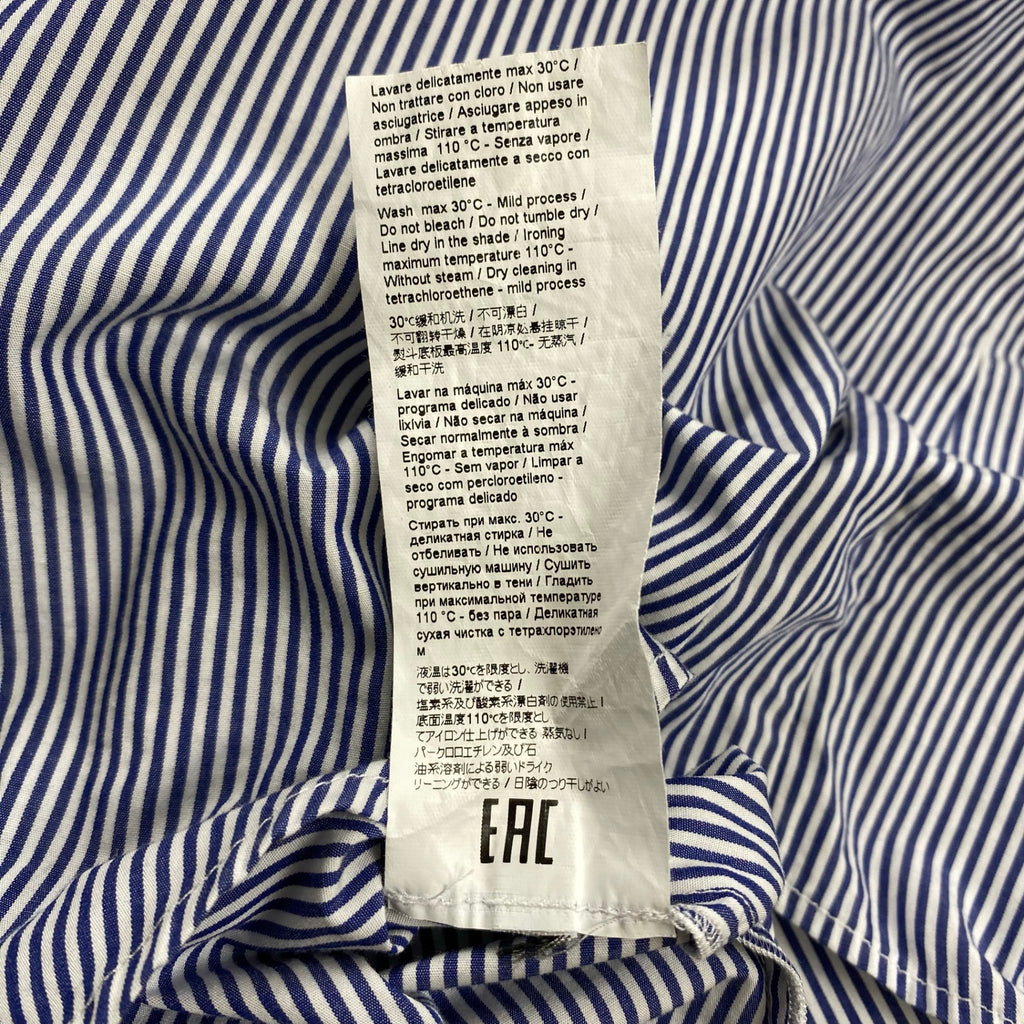 Lavare delicatamente max 30°C /
Non trattare con cloro / Non usare
asciugatrice / Asciugare appeso in
ombra / Stirare a temperatura
massima 110 °C - Senza vapore /
Lavare delicatamente a secco con
tetracloroetilene
Wash max 30°C - Mild process /
Do not bleach / Do not tumble dry /
Line dry in the shade / Ironing
maximum temperature 110°C -
Without steam / Dry cleaning in
tetrachloroethene - mild process
30℃缓和机洗 / 不可漂白 /
不可翻转干燥 / 在阴凉处悬挂晾干 /
熨斗底板最高温度 110℃- 无蒸汽 /
缓和干洗
Lavar na máquina máx 30°C -
programa delicado / Não usar
lixívia / Não secar na máquina /
Secar normalmente à sombra /
Engomar a temperatura máx
110°C - Sem vapor / Limpar a
seco com percloroetileno -
programa delicado
Стирать при макс. 30°C -
деликатная стирка / Не
отбеливать / Не использовать
сушильную машину / Сушить
вертикально в тени / Гладить
при максимальной температуре
110 °C - без пара / Деликатная
сухая чистка с тетрахлорэтилено
м
液温は30℃を限度とし、洗濯機
で弱い洗濯ができる /
塩素系及び酸素系漂白剤の使用禁止 /
底面温度110℃を限度とし
てアイロン仕上げができる 蒸気なし /
パークロロエチレン及び石
油系溶剤による弱いドライク
リーニングができる / 日陰のつり干しがよい
EAC